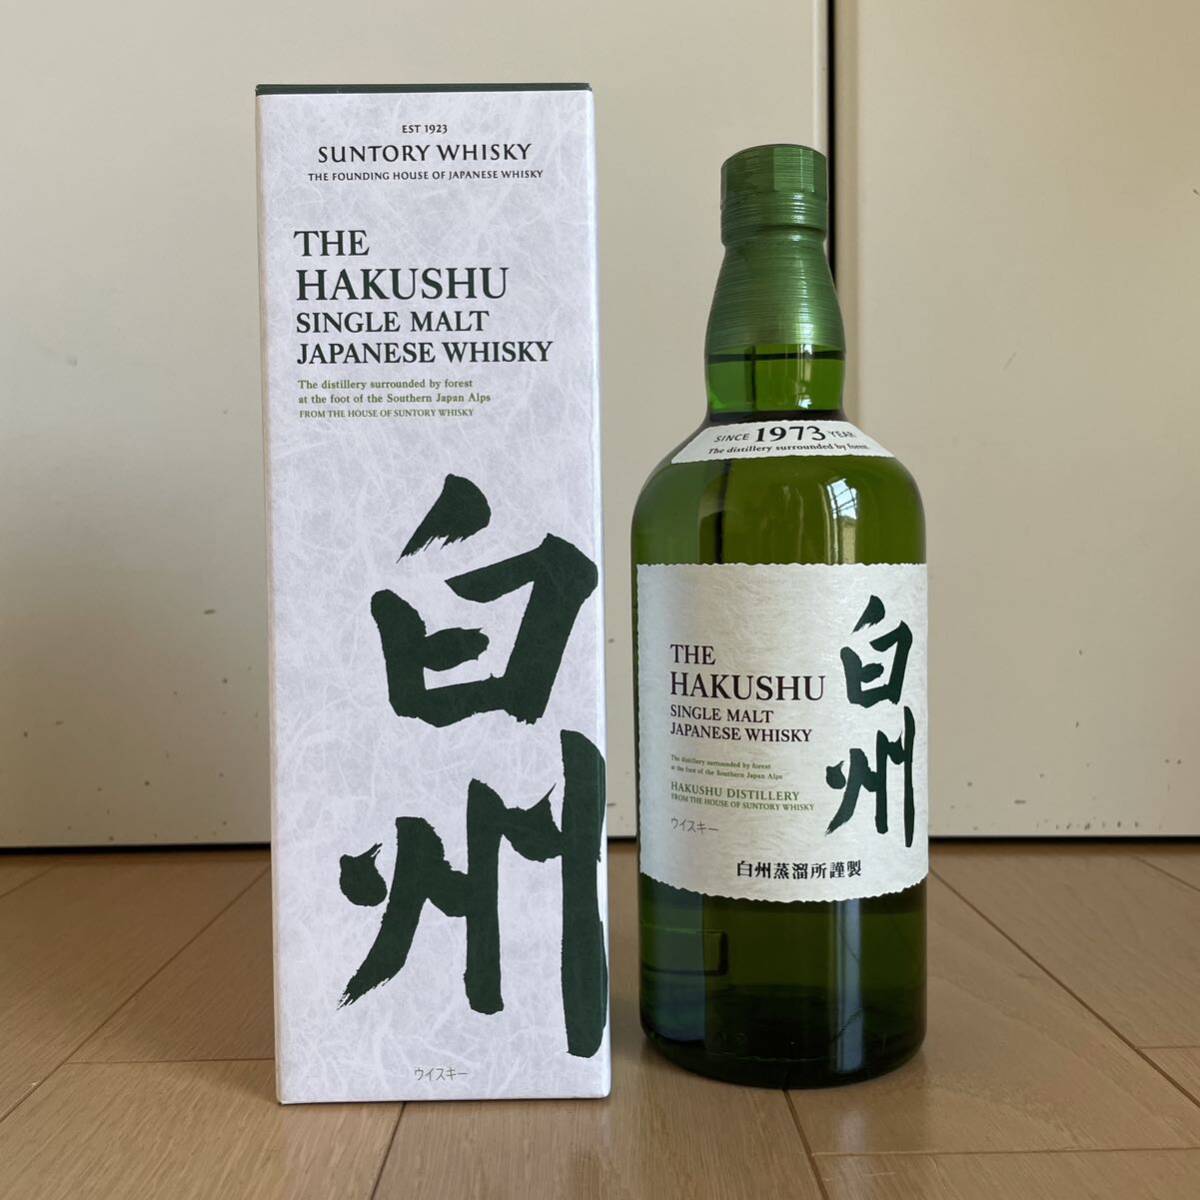 EST 1923
SUNTORY WHISKY
THE FOUNDING HOUSE OF JAPANESE WHISKY
THE
HAKUSHU
SINGLE MALT
JAPANESE WHISKY
The distillery surrounded by forest
at the foot of the Southern Japan Alps
FROM THE HOUSE OF SUNTORY WHISKY
白州
ウイスキー
SINCE 1973 YEAR
The distillery surrounded by forest.
THE
HAKUSHU
SINGLE MALT
JAPANESE WHISKY
The distillery surrounded by forest
at the foot of the Southern Japan Alps
HAKUSHU DISTILLERY
FROM THE HOUSE OF SUNTORY WHISKY
ウイスキー
白州
白州蒸溜所謹製